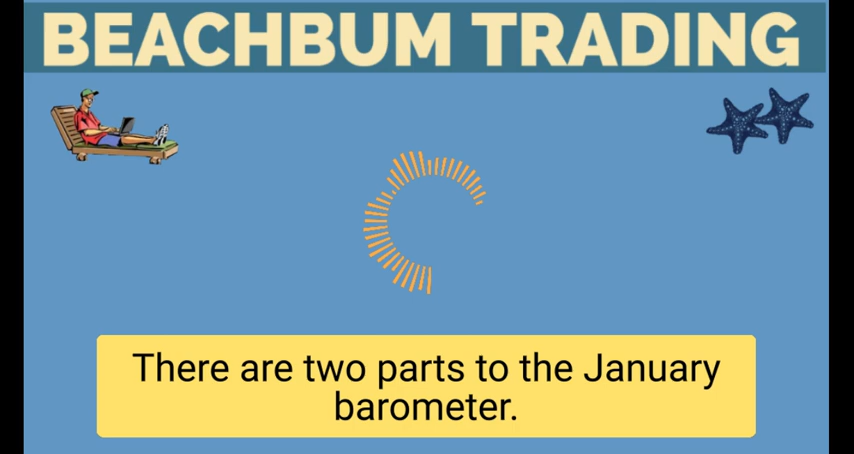 BEACHBUM TRADING
There are two parts to the January
barometer.